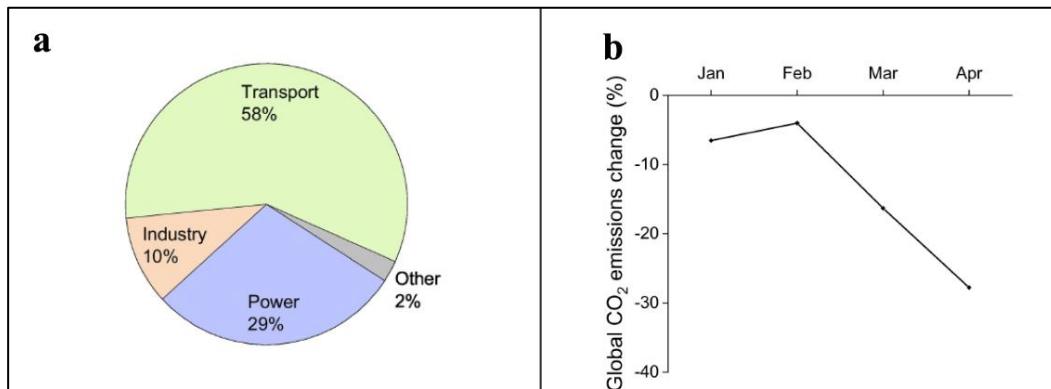 a
Transport
58%
Industry
10%
Power
29%
Other
2%
b
Jan Feb Mar Apr
Global CO₂ emissions change (%)
0
-10
-20
-30
-40